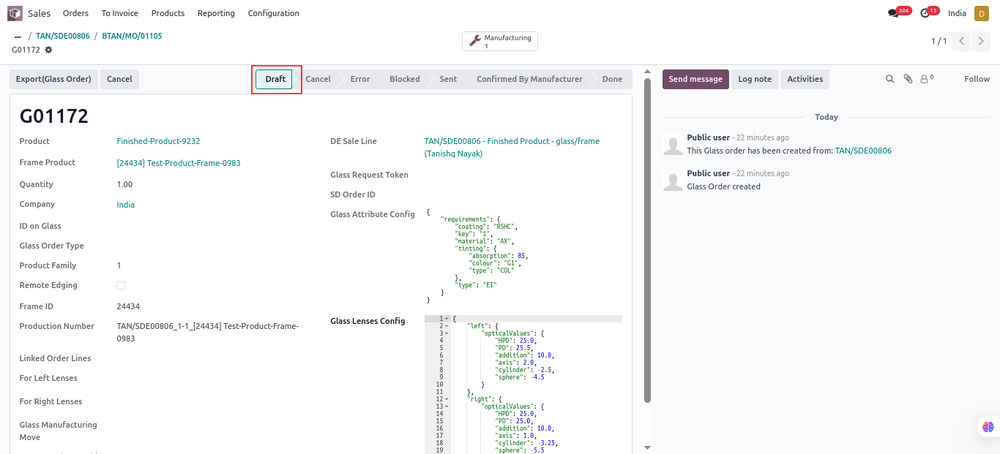 Sales Orders To Invoice Products Reporting Configuration 304 13 India D
... / TAN/SDE00806 / BTAN/MO/01105
G01172
Manufacturing
1
1 / 1
Export(Glass Order) Cancel Draft Cancel Error Blocked Sent Confirmed By Manufacturer Done
Send message Log note Activities 0 Follow
G01172
Product Finished-Product-9232
Frame Product [24434] Test-Product-Frame-0983
Quantity 1.00
Company India
ID on Glass
Glass Order Type
Product Family 1
Remote Edging
Frame ID 24434
Production Number TAN/SDE00806_1-1_[24434] Test-Product-Frame-
0983
Linked Order Lines
For Left Lenses
For Right Lenses
Glass Manufacturing
Move
DE Sale Line TAN/SDE00806 - Finished Product - glass/frame
(Tanishq Nayak)
Glass Request Token
SD Order ID
Glass Attribute Config {
"requirements": {
"coating": "RSHC",
"key": "1",
"material": "AX",
"tinting": {
"absorption": 85,
"colour": "G1",
"type": "COL"
},
"type": "EI"
}
}
Glass Lenses Config
1 {
2 "left": {
3 "opticalValues": {
4 "HPD": 25.0,
5 "PD": 25.5,
6 "addition": 10.0,
7 "axis": 2.0,
8 "cylinder": -2.5,
9 "sphere": -4.5
10 }
11 },
12 "right": {
13 "opticalValues": {
14 "HPD": 25.0,
15 "PD": 25.0,
16 "addition": 10.0,
17 "axis": 1.0,
18 "cylinder": -3.25,
19 "sphere": -5.5
Today
Public user - 22 minutes ago
This Glass order has been created from: TAN/SDE00806
Public user - 22 minutes ago
Glass Order created